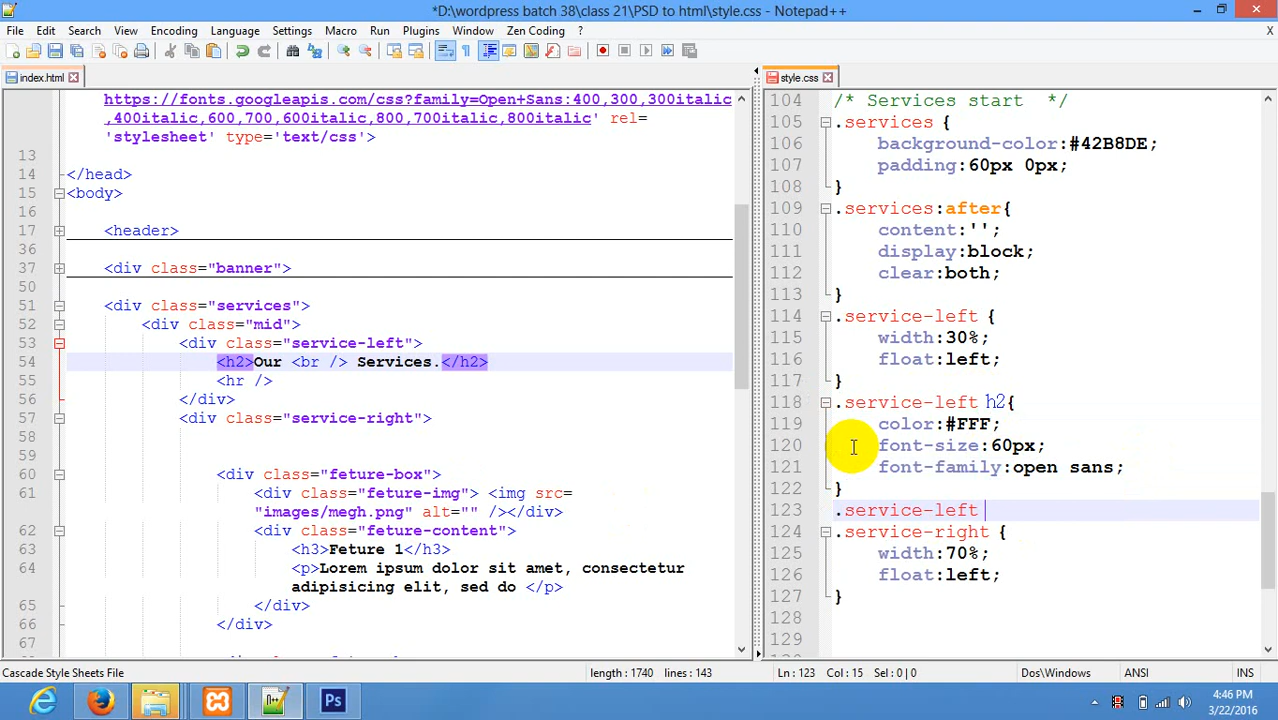 *D:\wordpress batch 38\class 21\PSD to html\style.css - Notepad++
File Edit Search View Encoding Language Settings Macro Run Plugins Window Zen Coding ? X
index.html
https://fonts.googleapis.com/css?family=Open+Sans:400,300,300italic
,400italic,600,700,600italic,800,700italic,800italic' rel=
'stylesheet' type='text/css'>
13
14 </head>
15 <body>
16
17 <header>
36
37 <div class="banner">
50
51 <div class="services">
52 <div class="mid">
53 <div class="service-left">
54 <h2>Our <br /> Services.</h2>
55 <hr />
56 </div>
57 <div class="service-right">
58
59
60 <div class="feture-box">
61 <div class="feture-img"> <img src=
"images/megh.png" alt="" /></div>
62 <div class="feture-content">
63 <h3>Feture 1</h3>
64 <p>Lorem ipsum dolor sit amet, consectetur
adipisicing elit, sed do </p>
65 </div>
66 </div>
67
style.css
104 /* Services start  */
105 .services {
106 background-color:#42B8DE;
107 padding:60px 0px;
108 }
109 .services:after{
110 content:'';
111 display:block;
112 clear:both;
113 }
114 .service-left {
115 width:30%;
116 float:left;
117 }
118 .service-left h2{
119 color:#FFF;
120 font-size:60px;
121 font-family:open sans;
122 }
123 .service-left
124 .service-right {
125 width:70%;
126 float:left;
127 }
128
129
Cascade Style Sheets File length : 1740 lines : 143 Ln : 123 Col : 15 Sel : 0 | 0 Dos\Windows ANSI INS
Ps
4:46 PM
3/22/2016